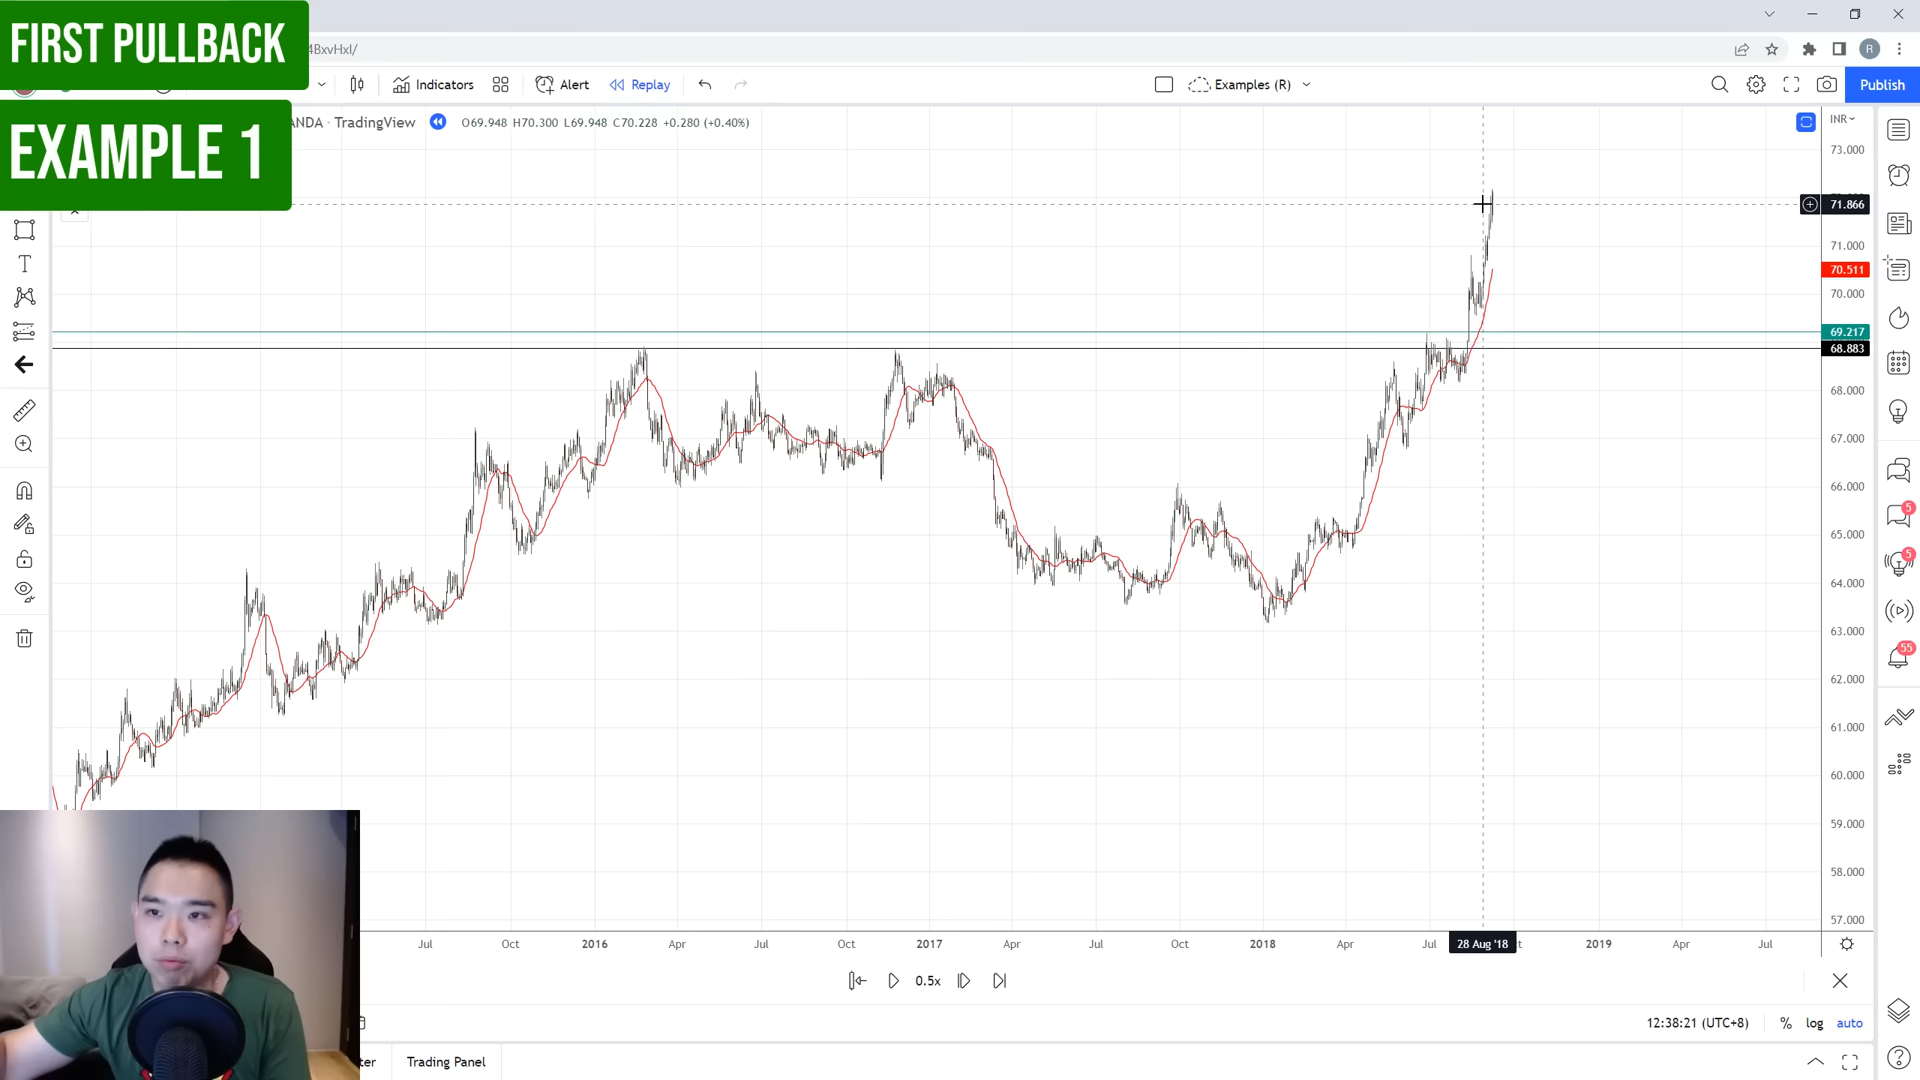 FIRST PULLBACK
4BxvHxI/
R
Indicators
Alert
Replay
Examples (R)
Publish
EXAMPLE 1
ANDA · TradingView
O69.948 H70.300 L69.948 C70.228 +0.280 (+0.40%)
INR
73.000
71.866
71.000
70.511
70.000
69.217
68.883
68.000
67.000
66.000
65.000
64.000
63.000
62.000
61.000
60.000
59.000
58.000
57.000
5
5
55
T
Jul
Oct
2016
Apr
Jul
Oct
2017
Apr
Jul
Oct
2018
Apr
Jul
28 Aug '18
2019
Apr
Jul
0.5x
12:38:21 (UTC+8)
%
log
auto
ter
Trading Panel